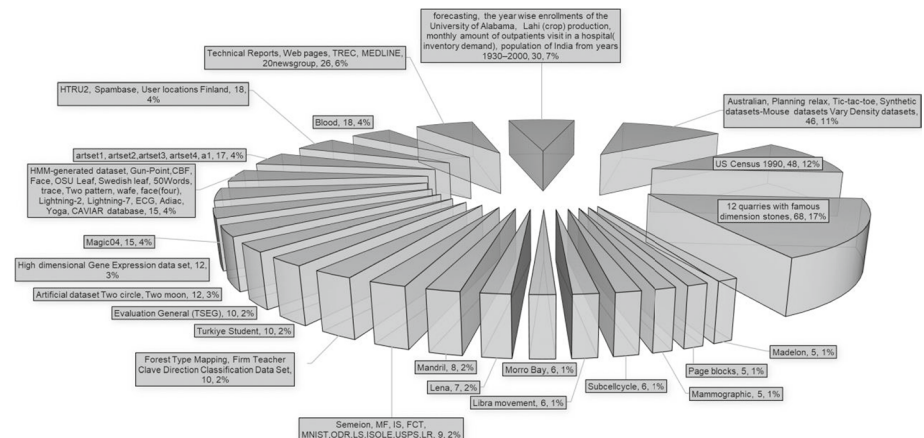 forecasting, the year wise enrollments of the
University of Alabama, Lahi (crop) production,
monthly amount of outpatients visit in a hospital(
inventory demand), population of India from years
1930–2000, 30, 7%
Technical Reports, Web pages, TREC, MEDLINE,
20newsgroup, 26, 6%
HTRU2, Spambase, User locations Finland, 18,
4%
Blood, 18, 4%
artset1, artset2,artset3, artset4, a1, 17, 4%
HMM-generated dataset, Gun-Point,CBF,
Face, OSU Leaf, Swedish leaf, 50Words,
trace, Two pattern, wafe, face(four),
Lightning-2, Lightning-7, ECG, Adiac,
Yoga, CAVIAR database, 15, 4%
Magic04, 15, 4%
High dimensional Gene Expression data set, 12,
3%
Artificial dataset Two circle, Two moon, 12, 3%
Evaluation General (TSEG), 10, 2%
Turkiye Student, 10, 2%
Forest Type Mapping, Firm Teacher
Clave Direction Classification Data Set,
10, 2%
Semeion, MF, IS, FCT,
MNIST,ODR,LS,ISOLE,USPS,LR, 9, 2%
Mandril, 8, 2%
Lena, 7, 2%
Morro Bay, 6, 1%
Libra movement, 6, 1%
Subcellcycle, 6, 1%
Mammographic, 5, 1%
Page blocks, 5, 1%
Madelon, 5, 1%
12 quarries with famous
dimension stones, 68, 17%
US Census 1990, 48, 12%
Australian, Planning relax, Tic-tac-toe, Synthetic
datasets-Mouse datasets Vary Density datasets,
46, 11%